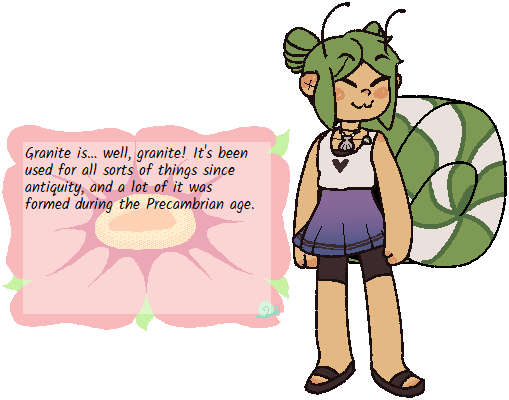 Granite is... well, granite! It's been
used for all sorts of things since
antiquity, and a lot of it was
formed during the Precambrian age.